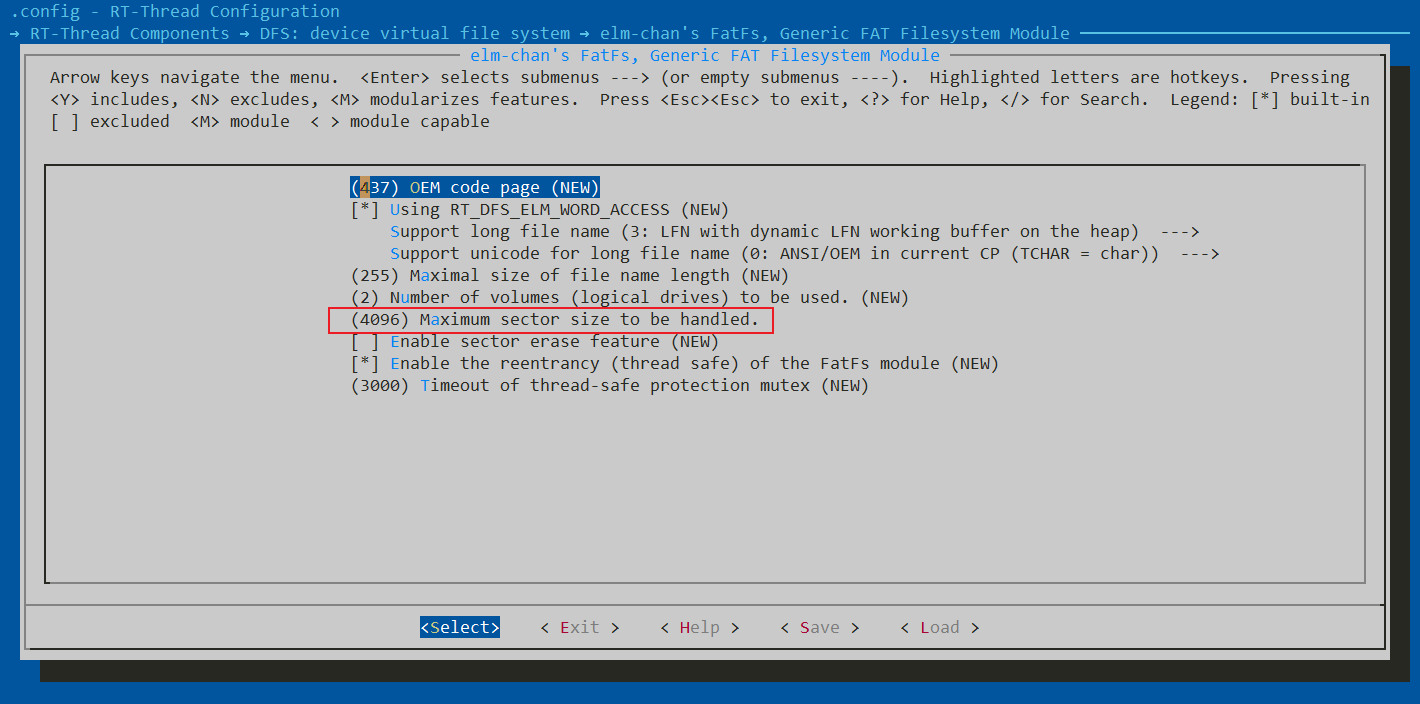 .config - RT-Thread Configuration
→ RT-Thread Components → DFS: device virtual file system → elm-chan's FatFs, Generic FAT Filesystem Module
elm-chan's FatFs, Generic FAT Filesystem Module
Arrow keys navigate the menu.  <Enter> selects submenus ---> (or empty submenus ----).  Highlighted letters are hotkeys.  Pressing
<Y> includes, <N> excludes, <M> modularizes features.  Press <Esc><Esc> to exit, <?> for Help, </> for Search.  Legend: [*] built-in
[ ] excluded  <M> module  < > module capable
(437) OEM code page (NEW)
[*] Using RT_DFS_ELM_WORD_ACCESS (NEW)
Support long file name (3: LFN with dynamic LFN working buffer on the heap)  --->
Support unicode for long file name (0: ANSI/OEM in current CP (TCHAR = char))  --->
(255) Maximal size of file name length (NEW)
(2) Number of volumes (logical drives) to be used. (NEW)
(4096) Maximum sector size to be handled.
[ ] Enable sector erase feature (NEW)
[*] Enable the reentrancy (thread safe) of the FatFs module (NEW)
(3000) Timeout of thread-safe protection mutex (NEW)
<Select>    < Exit >    < Help >    < Save >    < Load >